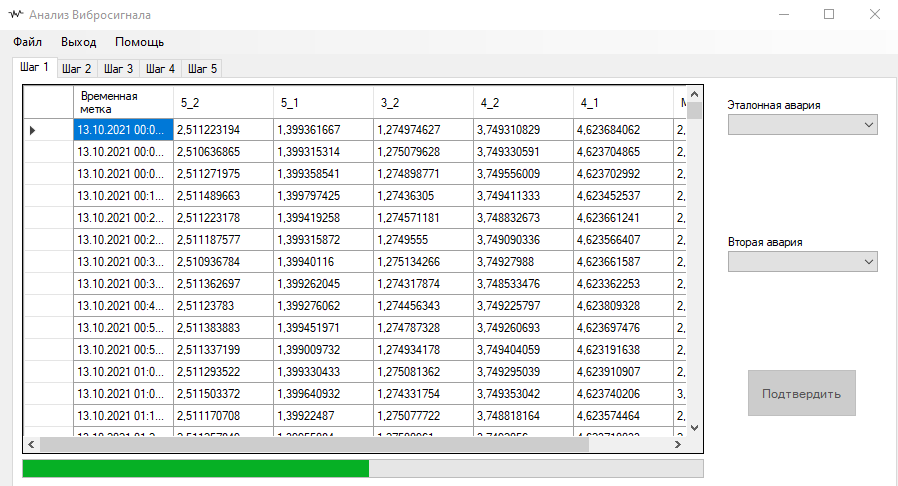 Анализ Вибросигнала
Файл Выход Помощь
Шаг 1 Шаг 2 Шаг 3 Шаг 4 Шаг 5
Временная метка 5_2 5_1 3_2 4_2 4_1
13.10.2021 00:0... 2,511223194 1,399361667 1,274974627 3,749310829 4,623684062 2,
13.10.2021 00:0... 2,510636865 1,399315314 1,275079628 3,749330591 4,623704865 2,
13.10.2021 00:0... 2,511271975 1,399358541 1,274898771 3,749556009 4,623702992 2,
13.10.2021 00:1... 2,511489663 1,399797425 1,27436305 3,749411333 4,623452537 2,
13.10.2021 00:2... 2,511223178 1,399419258 1,274571181 3,748832673 4,623661241 2,
13.10.2021 00:2... 2,511187577 1,399315872 1,2749555 3,749090336 4,623566407 2,
13.10.2021 00:3... 2,510936784 1,39940116 1,275134266 3,74927988 4,623661587 2,
13.10.2021 00:3... 2,511362697 1,399262045 1,274317874 3,748533476 4,623362253 2,
13.10.2021 00:4... 2,51123783 1,399276062 1,274456343 3,749225797 4,623809328 2,
13.10.2021 00:5... 2,511383883 1,399451971 1,274787328 3,749260693 4,623697476 2,
13.10.2021 00:5... 2,511337199 1,399009732 1,274934178 3,749404059 4,623191638 2,
13.10.2021 01:0... 2,511293522 1,399330433 1,275081362 3,749295039 4,623910907 2,
13.10.2021 01:0... 2,511503372 1,399640932 1,274331754 3,749353042 4,623740206 3,
13.10.2021 01:1... 2,511170708 1,39922487 1,275077722 3,748818164 4,623574464 2,
Эталонная авария
Вторая авария
Подтвердить